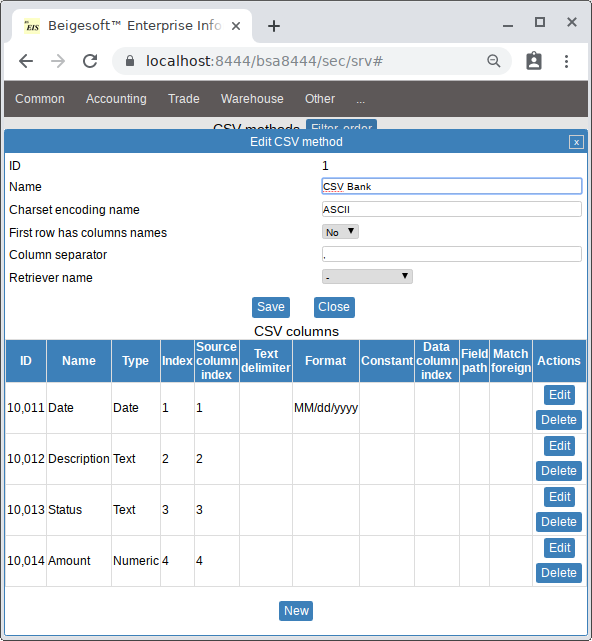 EIS Beigesoft™ Enterprise Info
localhost:8444/bsa8444/sec/srv#
Common Accounting Trade Warehouse Other ...
CSV methods Filter, order
Edit CSV method x
ID 1
Name CSV Bank
Charset encoding name ASCII
First row has columns names No
Column separator ,
Retriever name -
Save Close
CSV columns
ID Name Type Index Source column index Text delimiter Format Constant Data column index Field path Match foreign Actions
10,011 Date Date 1 1 MM/dd/yyyy Edit
Delete
10,012 Description Text 2 2 Edit
Delete
10,013 Status Text 3 3 Edit
Delete
10,014 Amount Numeric 4 4 Edit
Delete
New